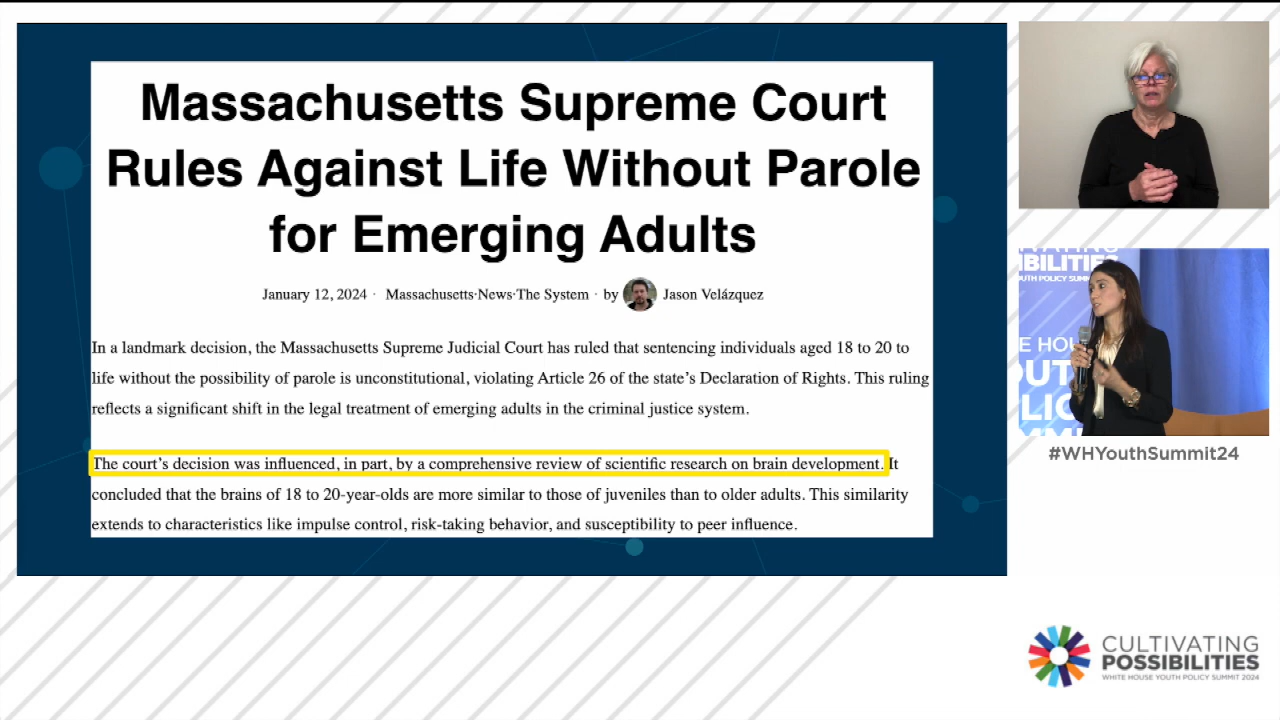 Massachusetts Supreme Court
Rules Against Life Without Parole
for Emerging Adults
January 12, 2024 · Massachusetts·News·The System · by Jason Velázquez
In a landmark decision, the Massachusetts Supreme Judicial Court has ruled that sentencing individuals aged 18 to 20 to
life without the possibility of parole is unconstitutional, violating Article 26 of the state’s Declaration of Rights. This ruling
reflects a significant shift in the legal treatment of emerging adults in the criminal justice system.
The court’s decision was influenced, in part, by a comprehensive review of scientific research on brain development. It
concluded that the brains of 18 to 20-year-olds are more similar to those of juveniles than to older adults. This similarity
extends to characteristics like impulse control, risk-taking behavior, and susceptibility to peer influence.
IBILITIES
UTH POLICY SUMM
E HOU
OUT
LIC
#WHYouthSummit24
CULTIVATING
POSSIBILITIES
WHITE HOUSE YOUTH POLICY SUMMIT 2024